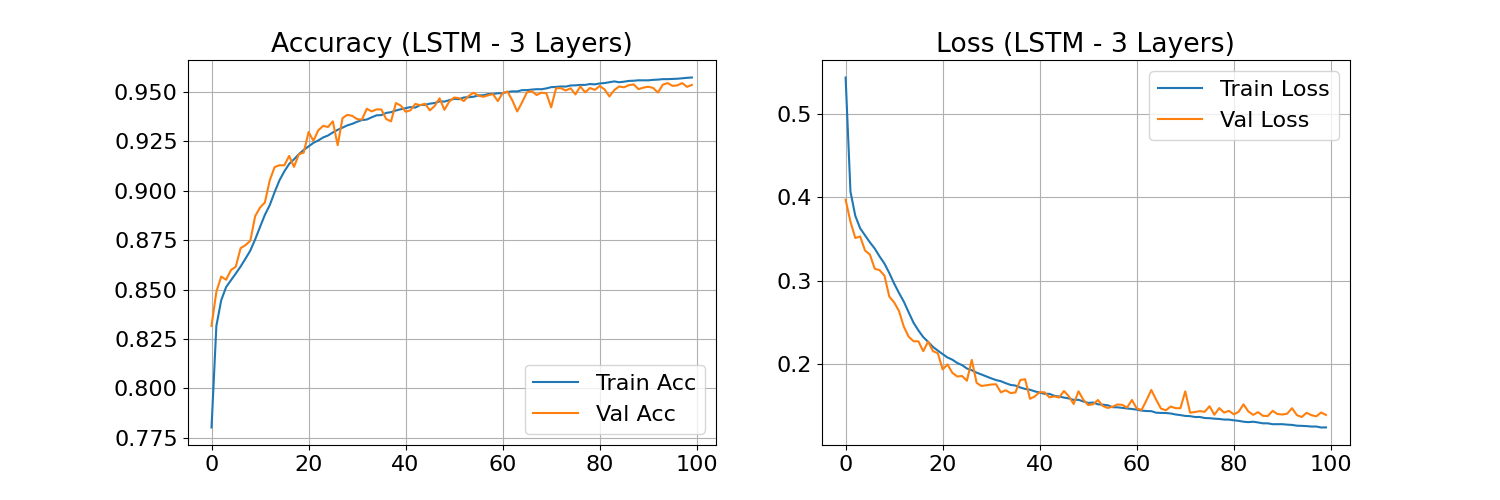 Accuracy (LSTM - 3 Layers)
0.950
0.925
0.900
0.875
0.850
0.825
0.800
0.775
0 20 40 60 80 100
Train Acc
Val Acc
Loss (LSTM - 3 Layers)
0.5
0.4
0.3
0.2
0 20 40 60 80 100
Train Loss
Val Loss